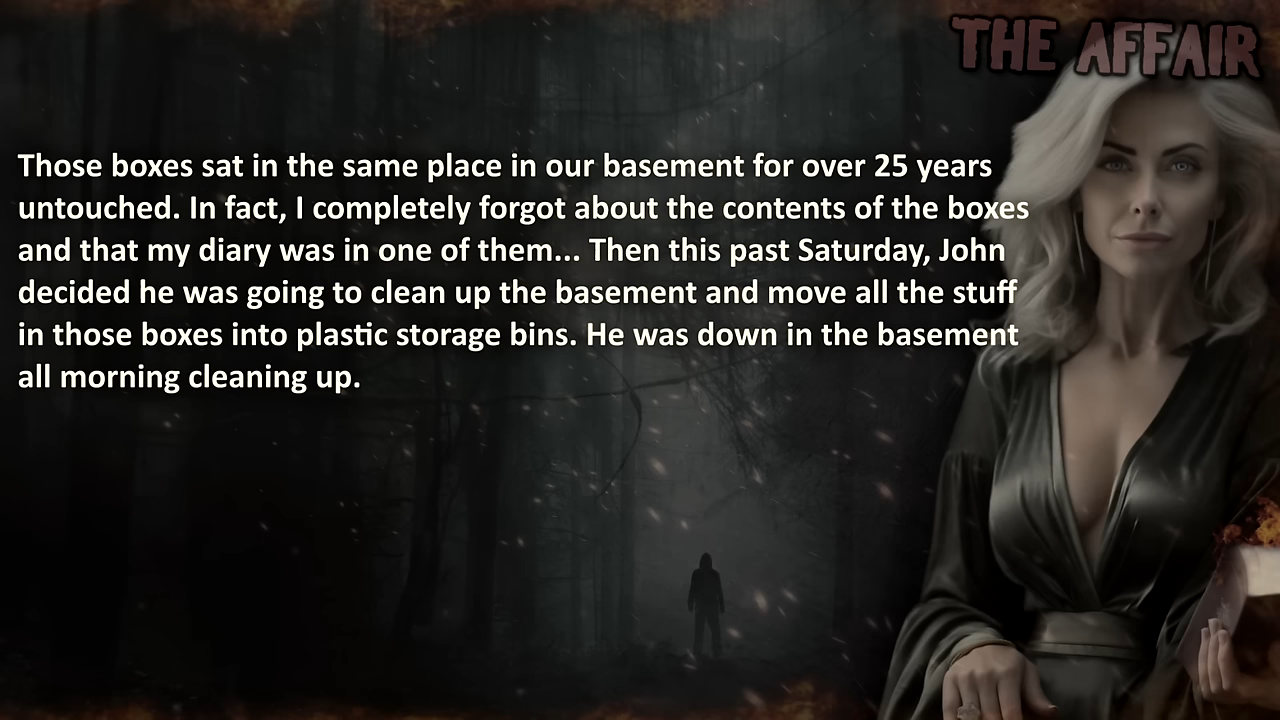 THE AFFAIR
Those boxes sat in the same place in our basement for over 25 years
untouched. In fact, I completely forgot about the contents of the boxes
and that my diary was in one of them... Then this past Saturday, John
decided he was going to clean up the basement and move all the stuff
in those boxes into plastic storage bins. He was down in the basement
all morning cleaning up.